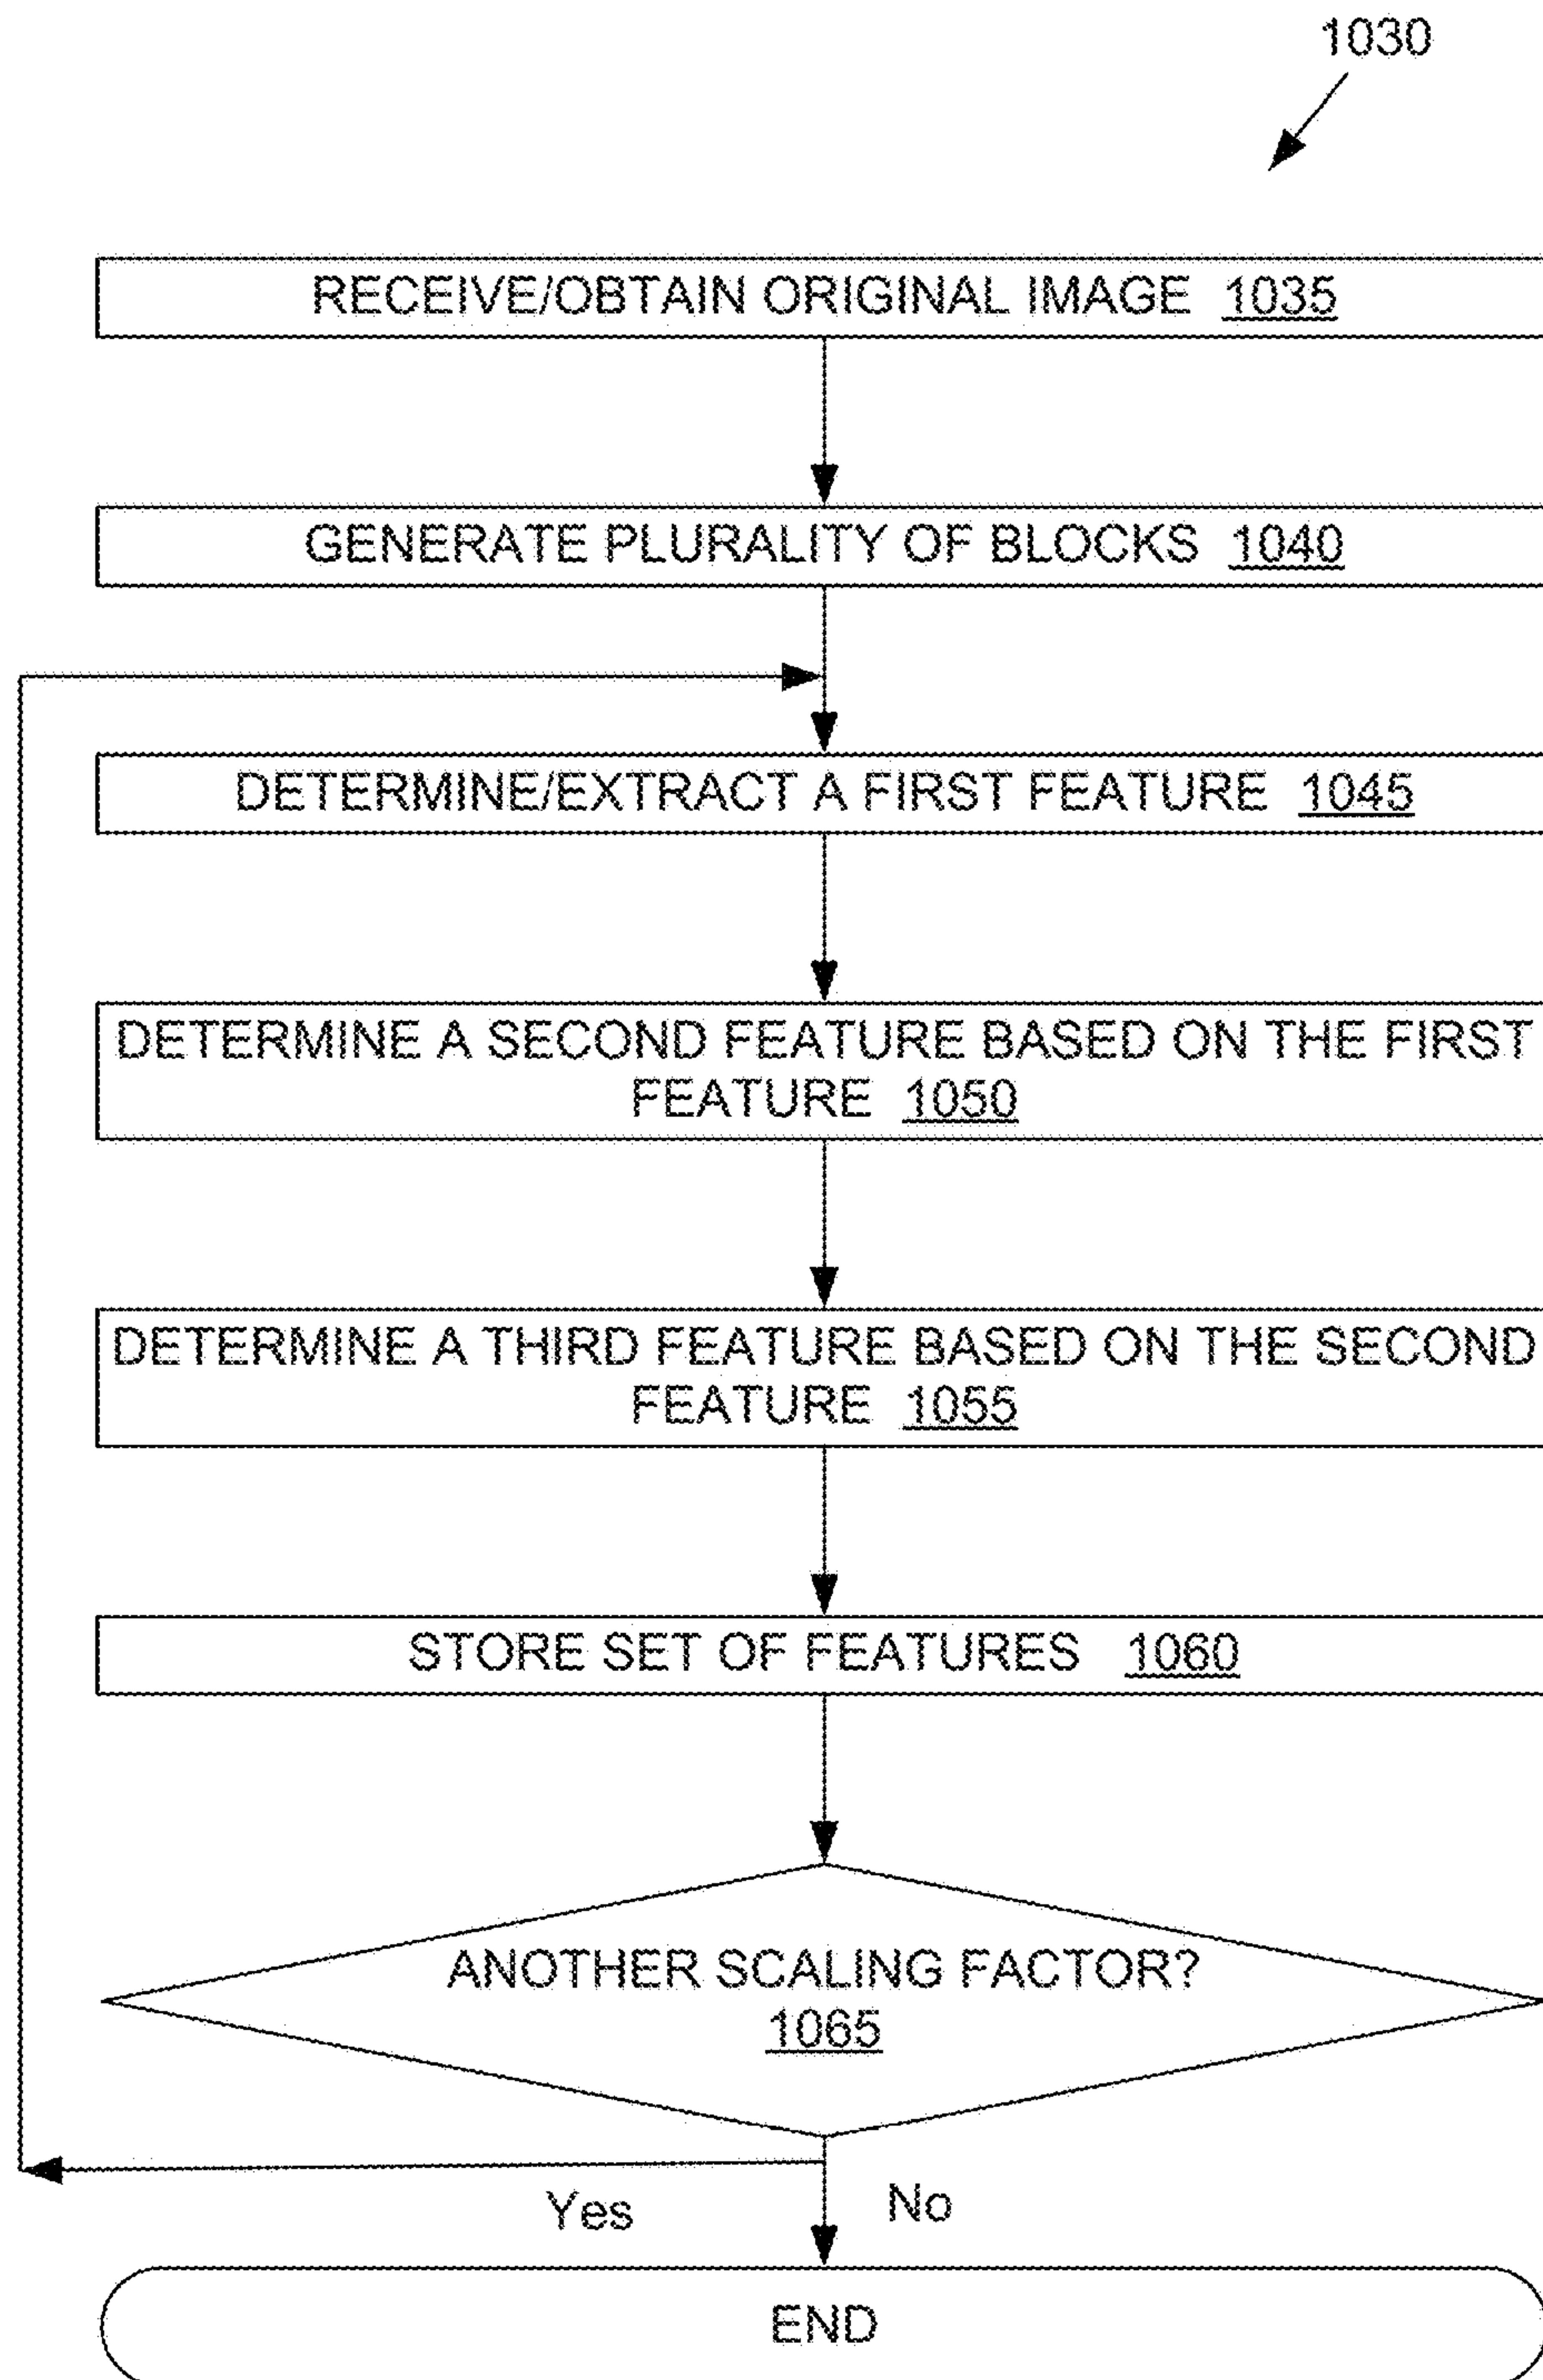 1030
RECEIVE/OBTAIN ORIGINAL IMAGE 1035
GENERATE PLURALITY OF BLOCKS 1040
DETERMINE/EXTRACT A FIRST FEATURE 1045
DETERMINE A SECOND FEATURE BASED ON THE FIRST
FEATURE 1050
DETERMINE A THIRD FEATURE BASED ON THE SECOND
FEATURE 1055
STORE SET OF FEATURES 1060
ANOTHER SCALING FACTOR?
1065
Yes
No
END